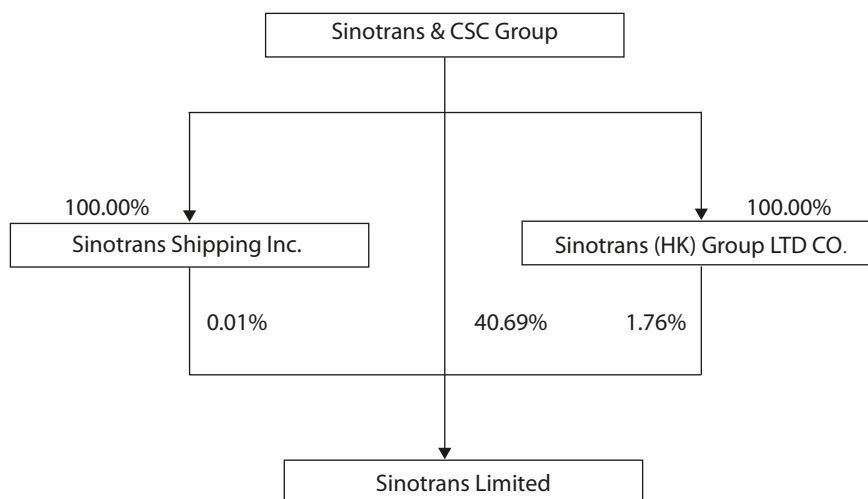 Sinotrans & CSC Group
100.00%
100.00%
Sinotrans Shipping Inc.
Sinotrans (HK) Group LTD CO.
0.01%
40.69%
1.76%
Sinotrans Limited